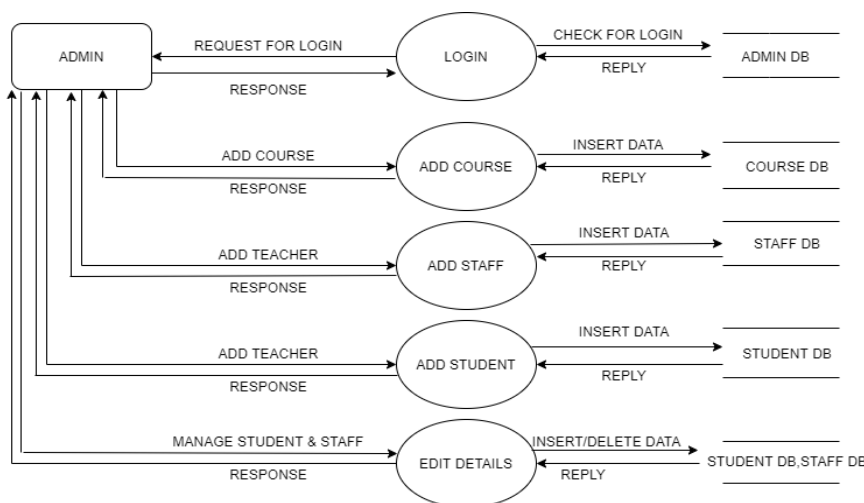 REQUEST FOR LOGIN
CHECK FOR LOGIN
ADMIN
LOGIN
ADMIN DB
RESPONSE
REPLY
ADD COURSE
INSERT DATA
ADD COURSE
COURSE DB
RESPONSE
REPLY
ADD TEACHER
INSERT DATA
ADD STAFF
STAFF DB
RESPONSE
REPLY
ADD TEACHER
INSERT DATA
ADD STUDENT
STUDENT DB
RESPONSE
REPLY
MANAGE STUDENT & STAFF
INSERT/DELETE DATA
EDIT DETAILS
STUDENT DB,STAFF DB
RESPONSE
REPLY